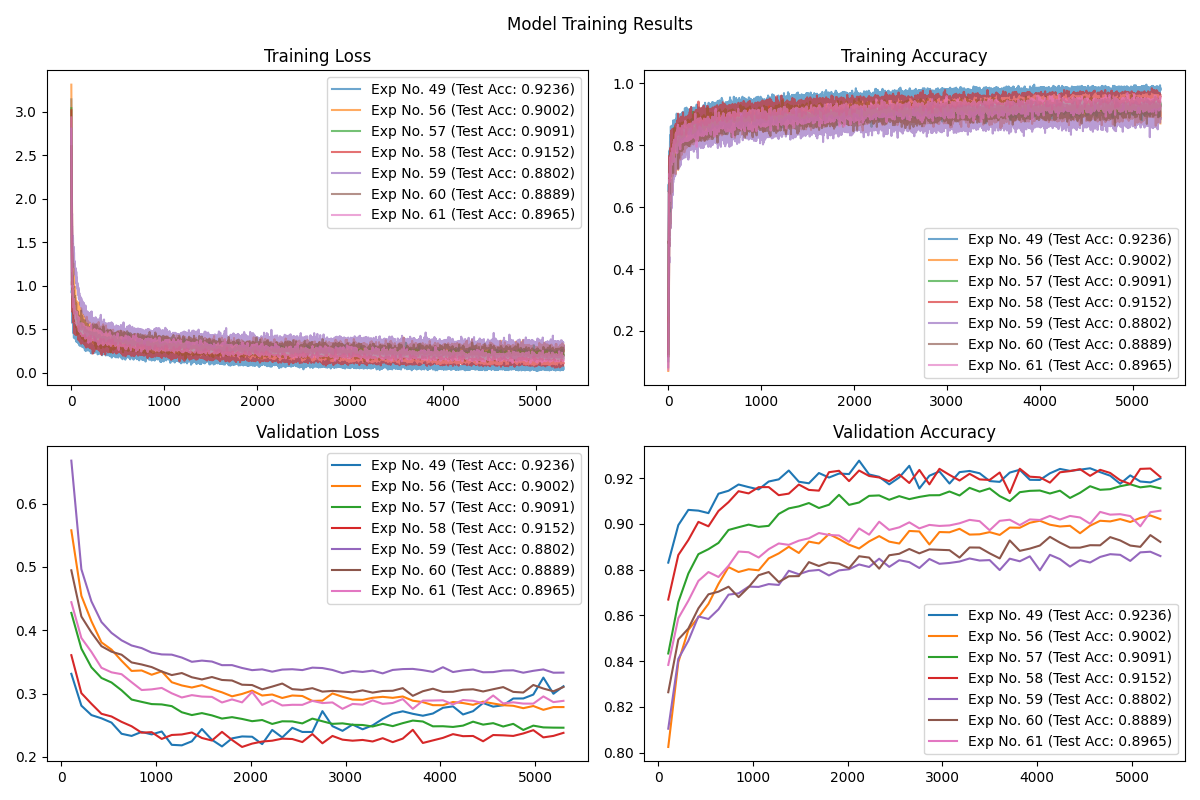 Model Training Results
Training Loss
3.0
2.5
2.0
1.5
1.0
0.5
0.0
0 1000 2000 3000 4000 5000
Exp No. 49 (Test Acc: 0.9236)
Exp No. 56 (Test Acc: 0.9002)
Exp No. 57 (Test Acc: 0.9091)
Exp No. 58 (Test Acc: 0.9152)
Exp No. 59 (Test Acc: 0.8802)
Exp No. 60 (Test Acc: 0.8889)
Exp No. 61 (Test Acc: 0.8965)
Training Accuracy
1.0
0.8
0.6
0.4
0.2
0 1000 2000 3000 4000 5000
Exp No. 49 (Test Acc: 0.9236)
Exp No. 56 (Test Acc: 0.9002)
Exp No. 57 (Test Acc: 0.9091)
Exp No. 58 (Test Acc: 0.9152)
Exp No. 59 (Test Acc: 0.8802)
Exp No. 60 (Test Acc: 0.8889)
Exp No. 61 (Test Acc: 0.8965)
Validation Loss
0.6
0.5
0.4
0.3
0.2
0 1000 2000 3000 4000 5000
Exp No. 49 (Test Acc: 0.9236)
Exp No. 56 (Test Acc: 0.9002)
Exp No. 57 (Test Acc: 0.9091)
Exp No. 58 (Test Acc: 0.9152)
Exp No. 59 (Test Acc: 0.8802)
Exp No. 60 (Test Acc: 0.8889)
Exp No. 61 (Test Acc: 0.8965)
Validation Accuracy
0.92
0.90
0.88
0.86
0.84
0.82
0.80
0 1000 2000 3000 4000 5000
Exp No. 49 (Test Acc: 0.9236)
Exp No. 56 (Test Acc: 0.9002)
Exp No. 57 (Test Acc: 0.9091)
Exp No. 58 (Test Acc: 0.9152)
Exp No. 59 (Test Acc: 0.8802)
Exp No. 60 (Test Acc: 0.8889)
Exp No. 61 (Test Acc: 0.8965)